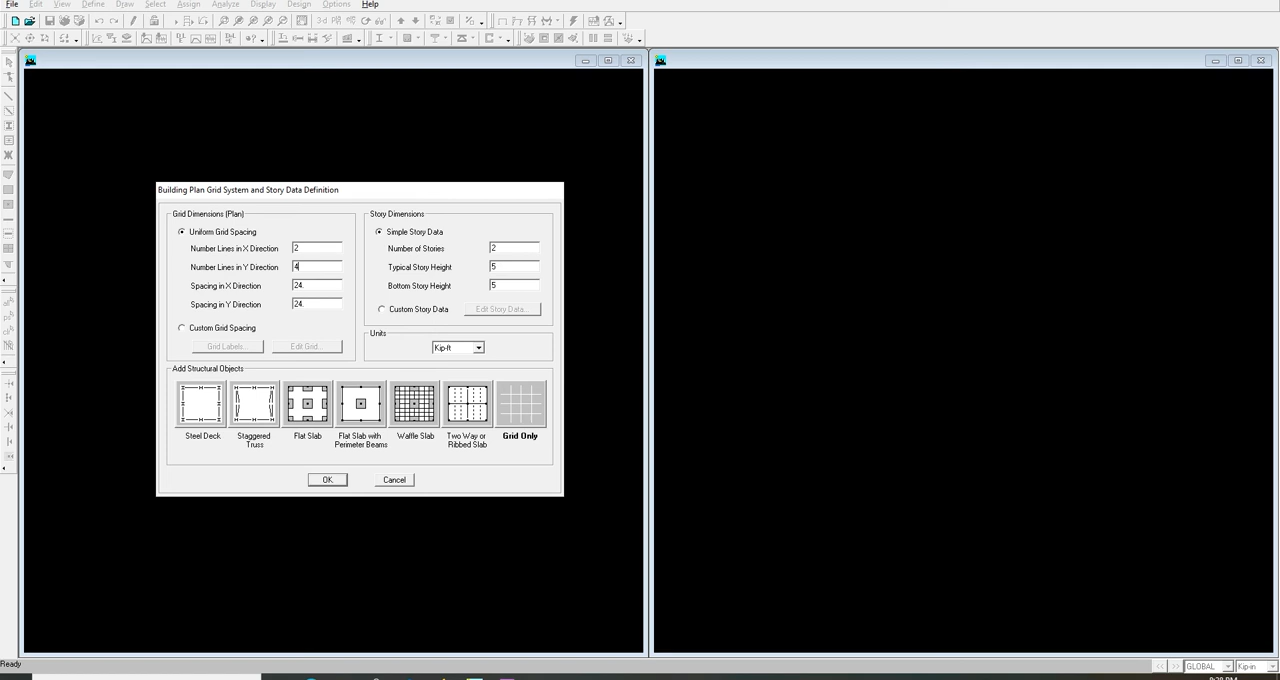 File Edit View Define Draw Select Assign Analyze Display Design Options Help
Building Plan Grid System and Story Data Definition
Grid Dimensions (Plan)
Uniform Grid Spacing
Number Lines in X Direction 2
Number Lines in Y Direction 4
Spacing in X Direction 24.
Spacing in Y Direction 24.
Custom Grid Spacing
Grid Labels... Edit Grid...
Story Dimensions
Simple Story Data
Number of Stories 2
Typical Story Height 5
Bottom Story Height 5
Custom Story Data Edit Story Data...
Units
Kip-ft
Add Structural Objects
Steel Deck
Staggered
Truss
Flat Slab
Flat Slab with
Perimeter Beams
Waffle Slab
Two Way or
Ribbed Slab
Grid Only
OK Cancel
Ready GLOBAL Kip-in